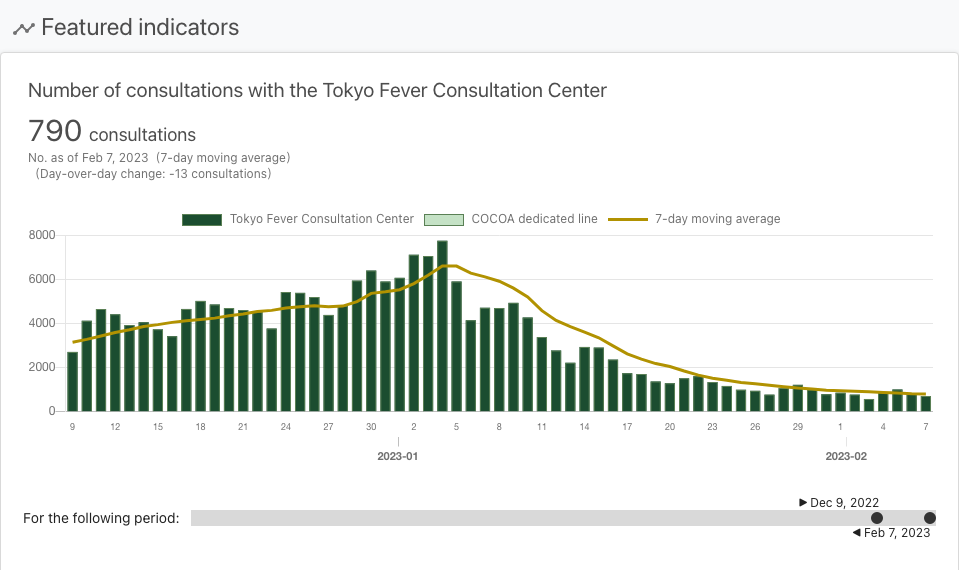 Featured indicators
Number of consultations with the Tokyo Fever Consultation Center
790 consultations
No. as of Feb 7, 2023 (7-day moving average)
(Day-over-day change: -13 consultations)
Tokyo Fever Consultation Center COCOA dedicated line 7-day moving average
8000
6000
4000
2000
0
9 12 15 18 21 24 27 30 2 5 8 11 14 17 20 23 26 29 1 4 7
2023-01 2023-02
▶ Dec 9, 2022
For the following period:
◀ Feb 7, 2023